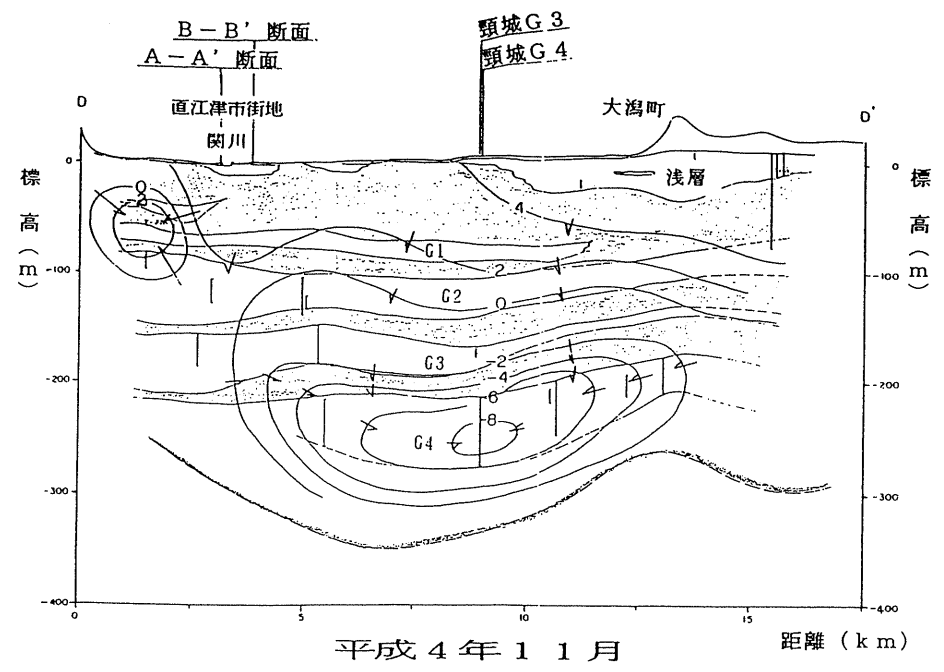 B－B' 断面
A－A' 断面
頸城G3
頸城G4
直江津市街地
関川
大潟町
D
D'
標高(m)
0
-100
-200
-300
-400
浅層
0
2
4
G1
2
G2
0
G3
-2
-4
6
-8
G4
標高(m)
0
-100
-200
-300
-400
0
5
10
15
距離（km）
平成4年11月